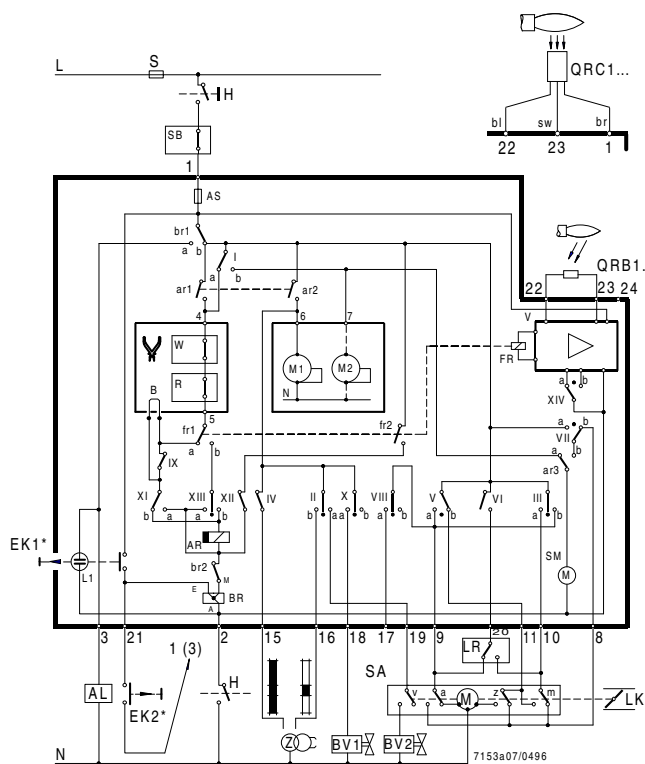 L S
H
QRC1...
SB
bl sw br
22 23 1
1
AS
br1
a b
I
a b
QRB1.
ar1 ar2
22 23 24
4 6 7
V
W
FR
M1 M2
R
B
N
a b
XIV
5
fr1
fr2
a b
VII
a b
IX
ar3
XI XIII XII IV II X VIII V VI III
b a b a b a b a b a b a b
AR
EK1*
SM
L1
br2
M
M
E
BR
A
3 21 2 15 16 18 17 19 9 20 11 10 8
1 (3)
LR
SA
H
AL
v a M z m
LK
EK2*
Z
BV1 BV2
N
7153a07/0496